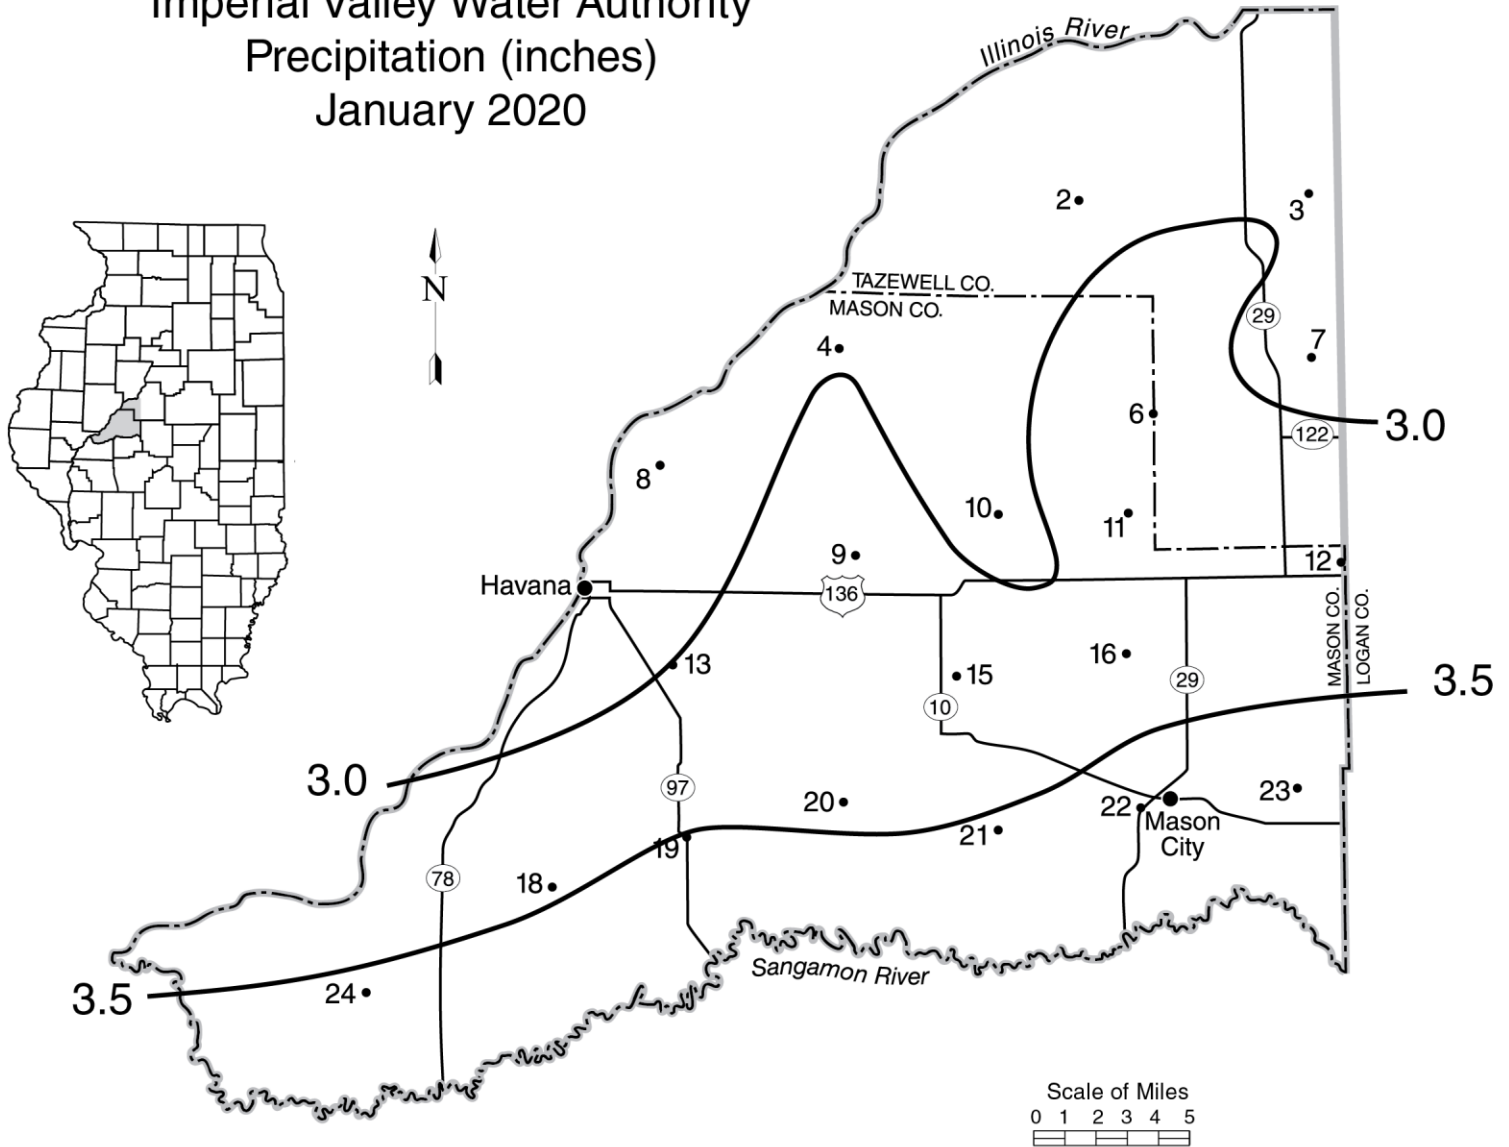 Imperial Valley Water Authority
Precipitation (inches)
January 2020
Illinois River
2
3
N
TAZEWELL CO.
MASON CO.
29
4
7
6
3.0
122
8
10
11
9
12
Havana
136
MASON CO.
LOGAN CO.
13
16
15
29
3.5
10
3.0
97
20
23
22
21
Mason
City
19
78
18
Sangamon River
3.5
24
Scale of Miles
0 1 2 3 4 5